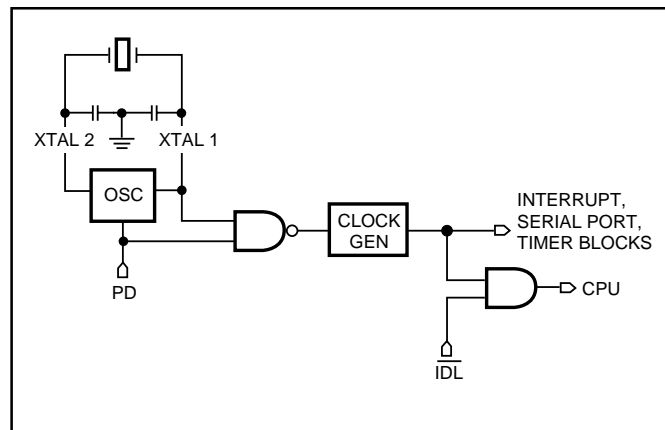 XTAL 2
XTAL 1
OSC
PD
CLOCK
GEN
INTERRUPT,
SERIAL PORT,
TIMER BLOCKS
CPU
IDL